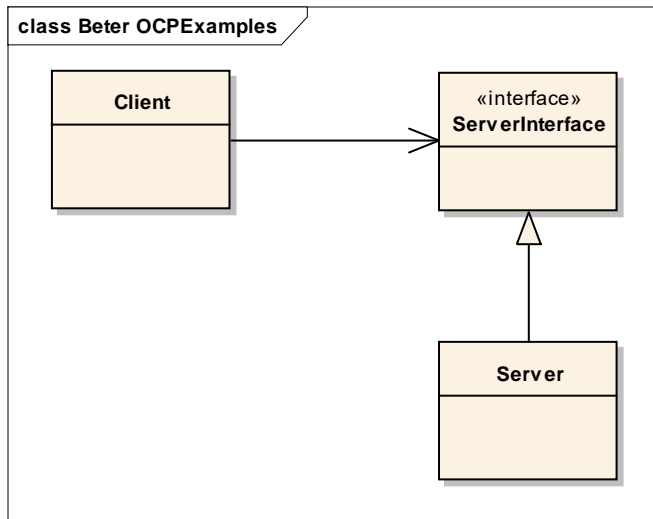 class Beter OCPExamples
Client
«interface»
ServerInterface
Server